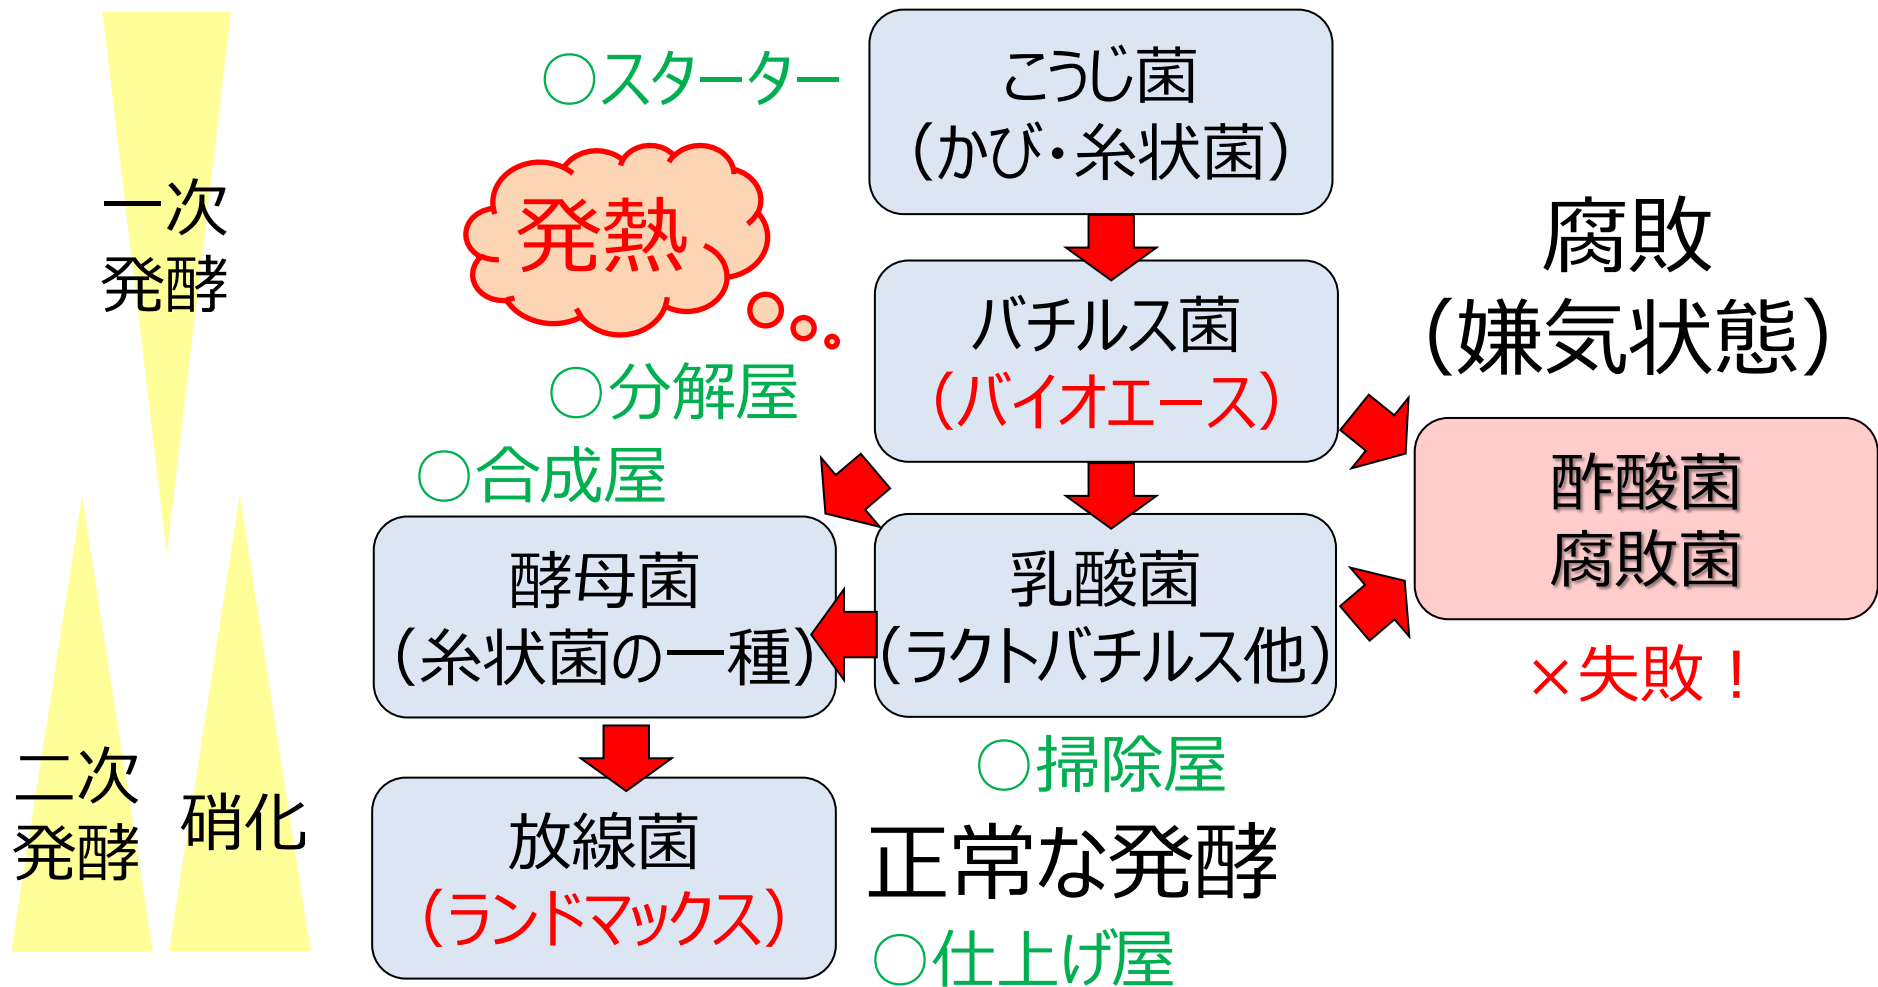 ○スターター
こうじ菌
（かび・糸状菌）
一次
発酵
発熱
腐敗
（嫌気状態）
バチルス菌
（バイオエース）
○分解屋
○合成屋
酢酸菌
腐敗菌
酵母菌
（糸状菌の一種）
乳酸菌
（ラクトバチルス他）
×失敗！
○掃除屋
二次
発酵
硝化
放線菌
（ランドマックス）
正常な発酵
○仕上げ屋